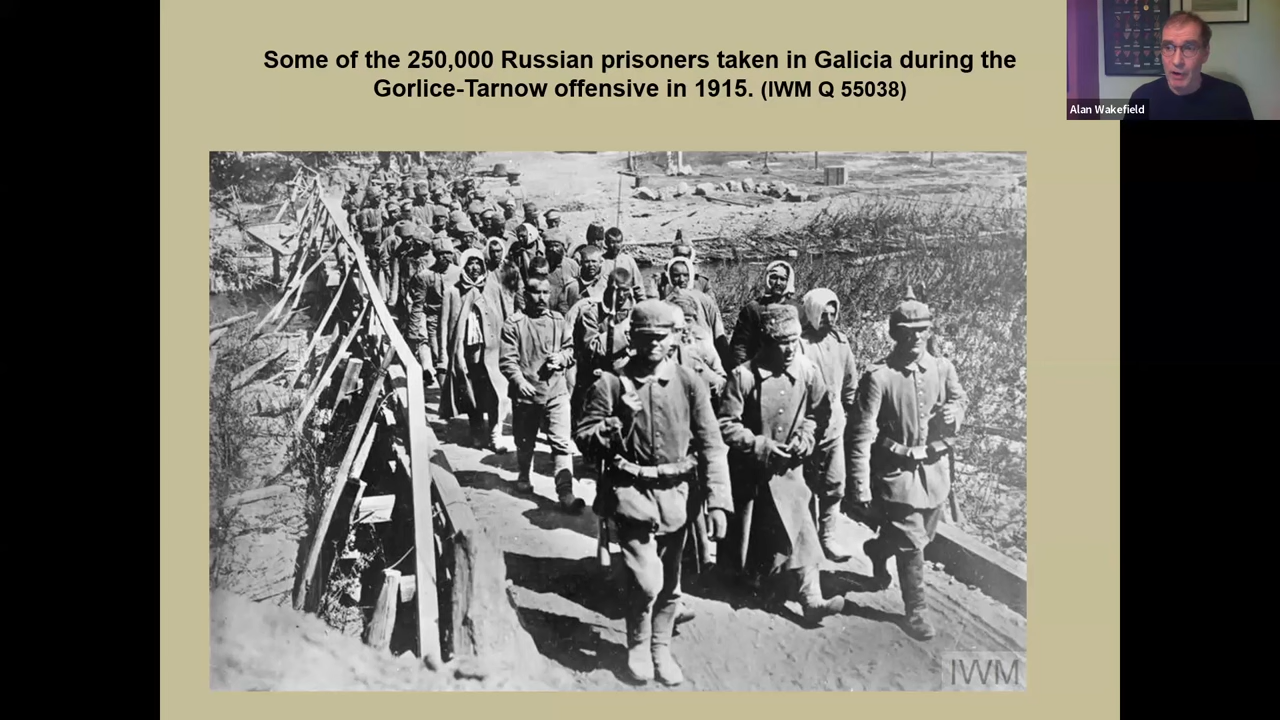 Some of the 250,000 Russian prisoners taken in Galicia during the
Gorlice-Tarnow offensive in 1915. (IWM Q 55038)
Alan Wakefield
IWM